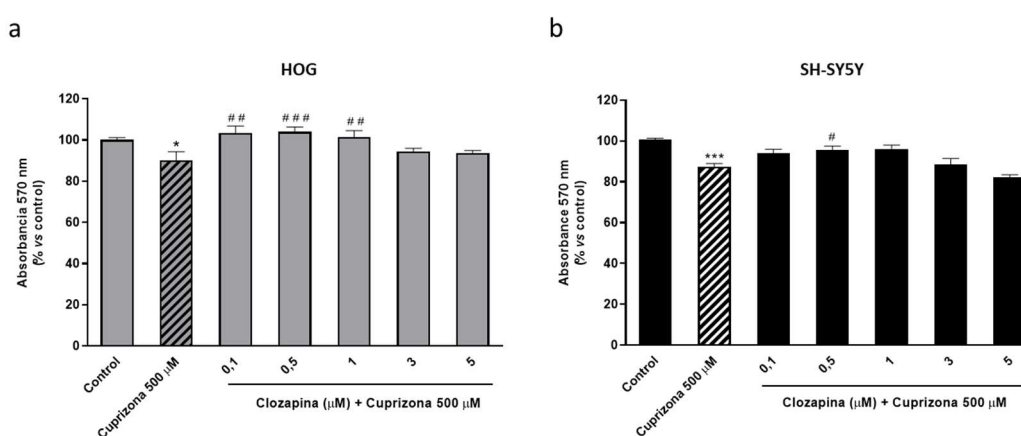 a
HOG
Absorbancia 570 nm
(% vs control)
120
100
80
60
40
20
0
*
# #
# # #
# #
Control
Cuprizona 500 μM
0,1
0,5
1
3
5
Clozapina (μM) + Cuprizona 500 μM
b
SH-SY5Y
Absorbance 570 nm
(% vs control)
120
100
80
60
40
20
0
***
#
Control
Cuprizona 500 μM
0,1
0,5
1
3
5
Clozapina (μM) + Cuprizona 500 μM